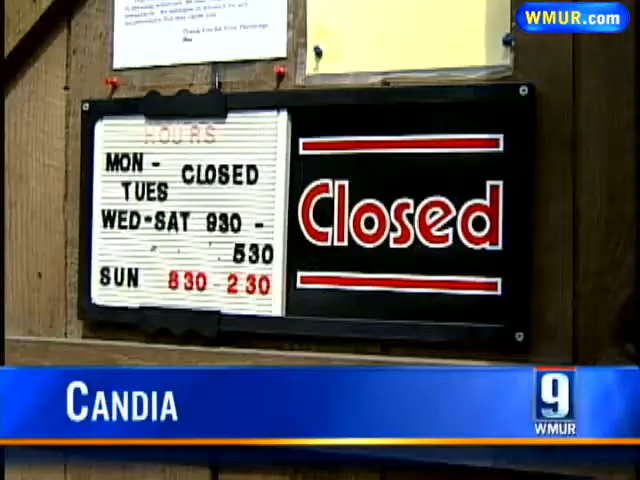 WMUR.com
HOURS
MON - CLOSED
TUES
WED-SAT 930 -
530
SUN 830 - 230
Closed
CANDIA
9
WMUR